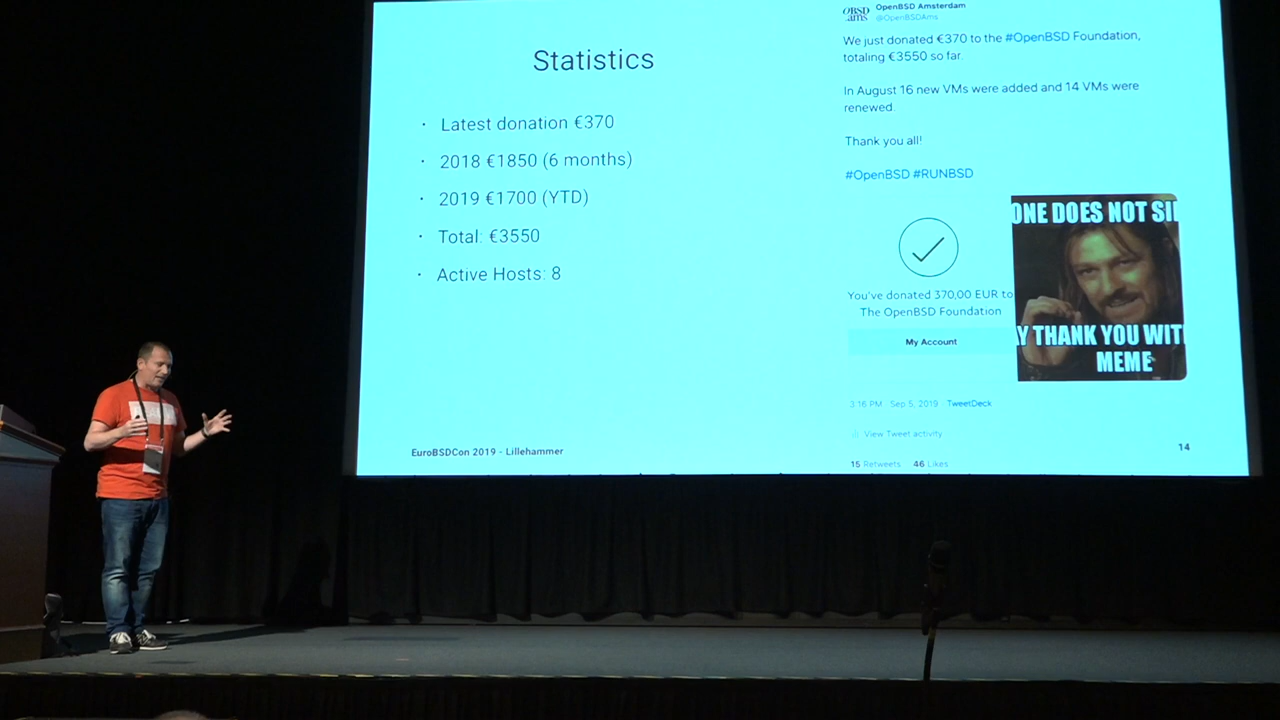 Statistics
· Latest donation €370
· 2018 €1850 (6 months)
· 2019 €1700 (YTD)
· Total: €3550
· Active Hosts: 8
EuroBSDCon 2019 - Lillehammer
OBSD
.ams
OpenBSD Amsterdam
@OpenBSDAms
We just donated €370 to the #OpenBSD Foundation,
totaling €3550 so far.
In August 16 new VMs were added and 14 VMs were
renewed.
Thank you all!
#OpenBSD #RUNBSD
You've donated 370,00 EUR to
The OpenBSD Foundation
My Account
ONE DOES NOT SI
Y THANK YOU WIT
MEME
3:16 PM · Sep 5, 2019 · TweetDeck
View Tweet activity
15 Retweets 46 Likes
14